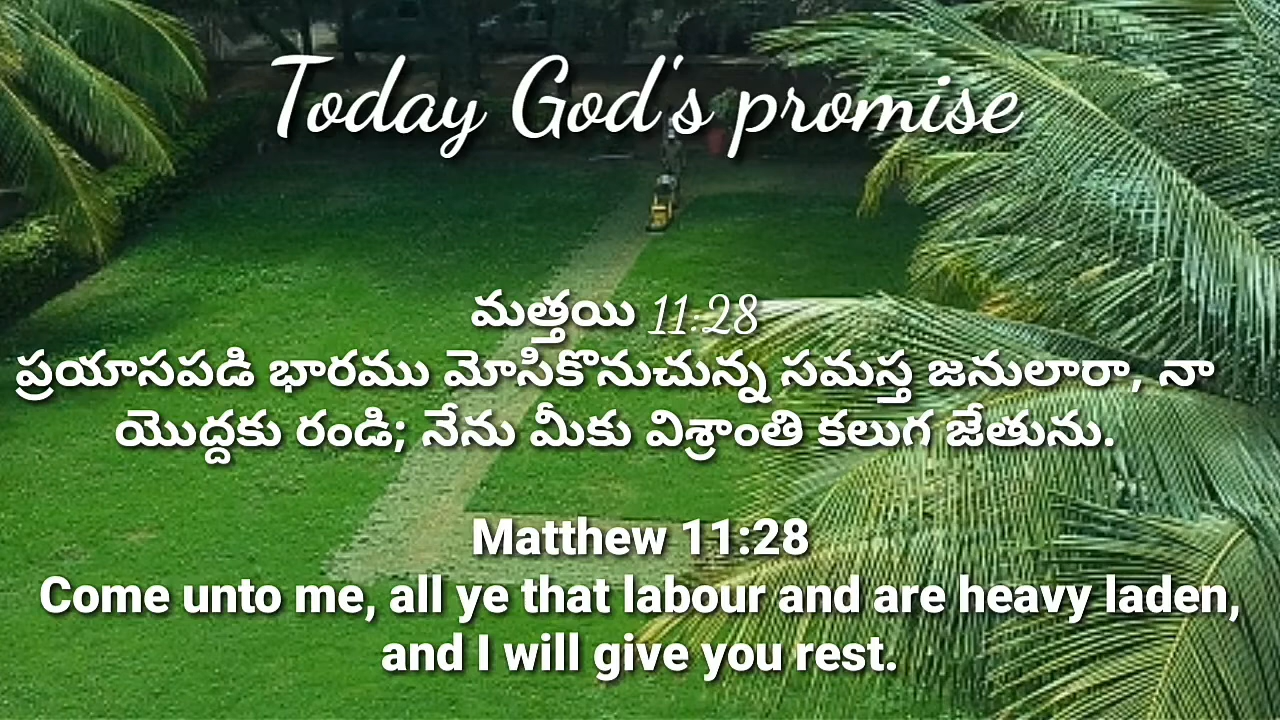 Today God's promise
మత్తయి 11:28
ప్రయాసపడి భారము మోసికొనుచున్న సమస్త జనులారా, నా
యొద్దకు రండి; నేను మీకు విశ్రాంతి కలుగ జేతును.
Matthew 11:28
Come unto me, all ye that labour and are heavy laden,
and I will give you rest.